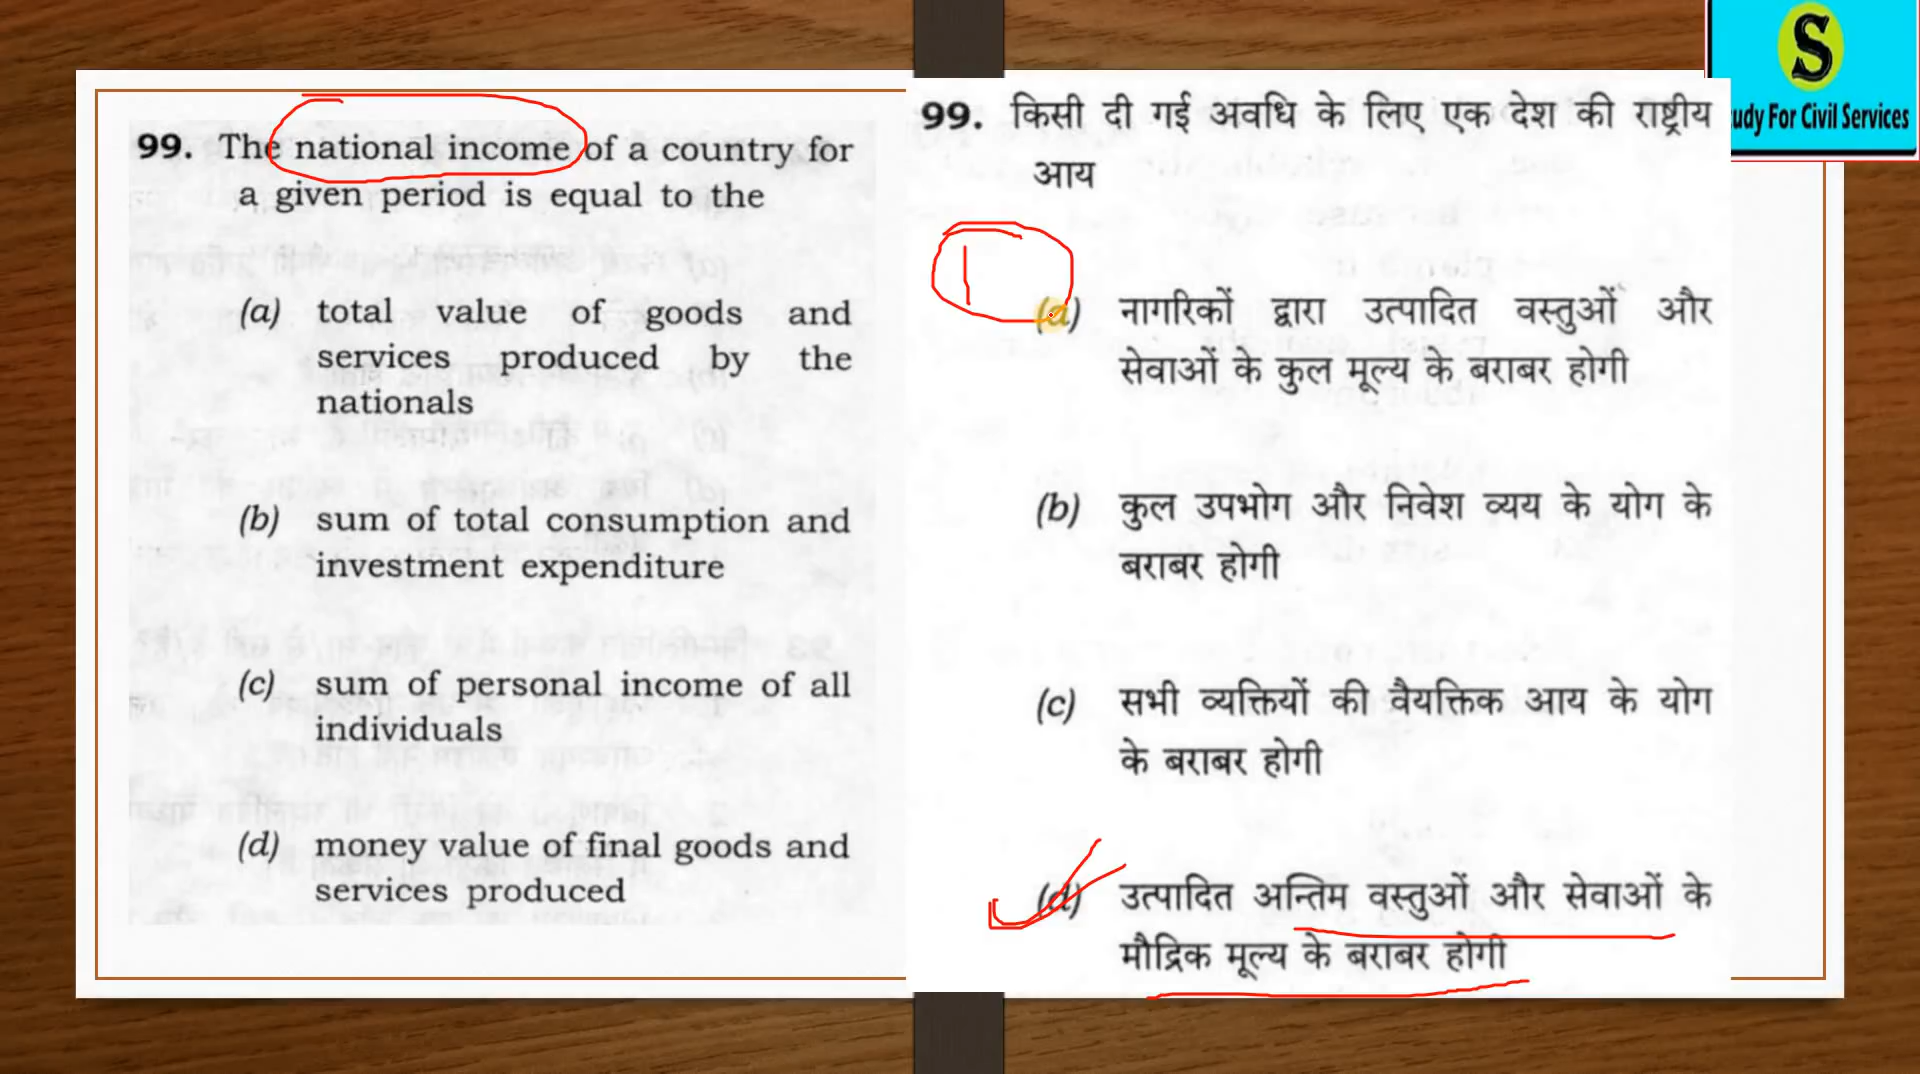 99. The national income of a country for
a given period is equal to the
(a) total value of goods and
services produced by the
nationals
(b) sum of total consumption and
investment expenditure
(c) sum of personal income of all
individuals
(d) money value of final goods and
services produced
99. किसी दी गई अवधि के लिए एक देश की राष्ट्रीय
आय
(a) नागरिकों द्वारा उत्पादित वस्तुओं और
सेवाओं के कुल मूल्य के बराबर होगी
(b) कुल उपभोग और निवेश व्यय के योग के
बराबर होगी
(c) सभी व्यक्तियों की वैयक्तिक आय के योग
के बराबर होगी
(d) उत्पादित अन्तिम वस्तुओं और सेवाओं के
मौद्रिक मूल्य के बराबर होगी
S
udy For Civil Services